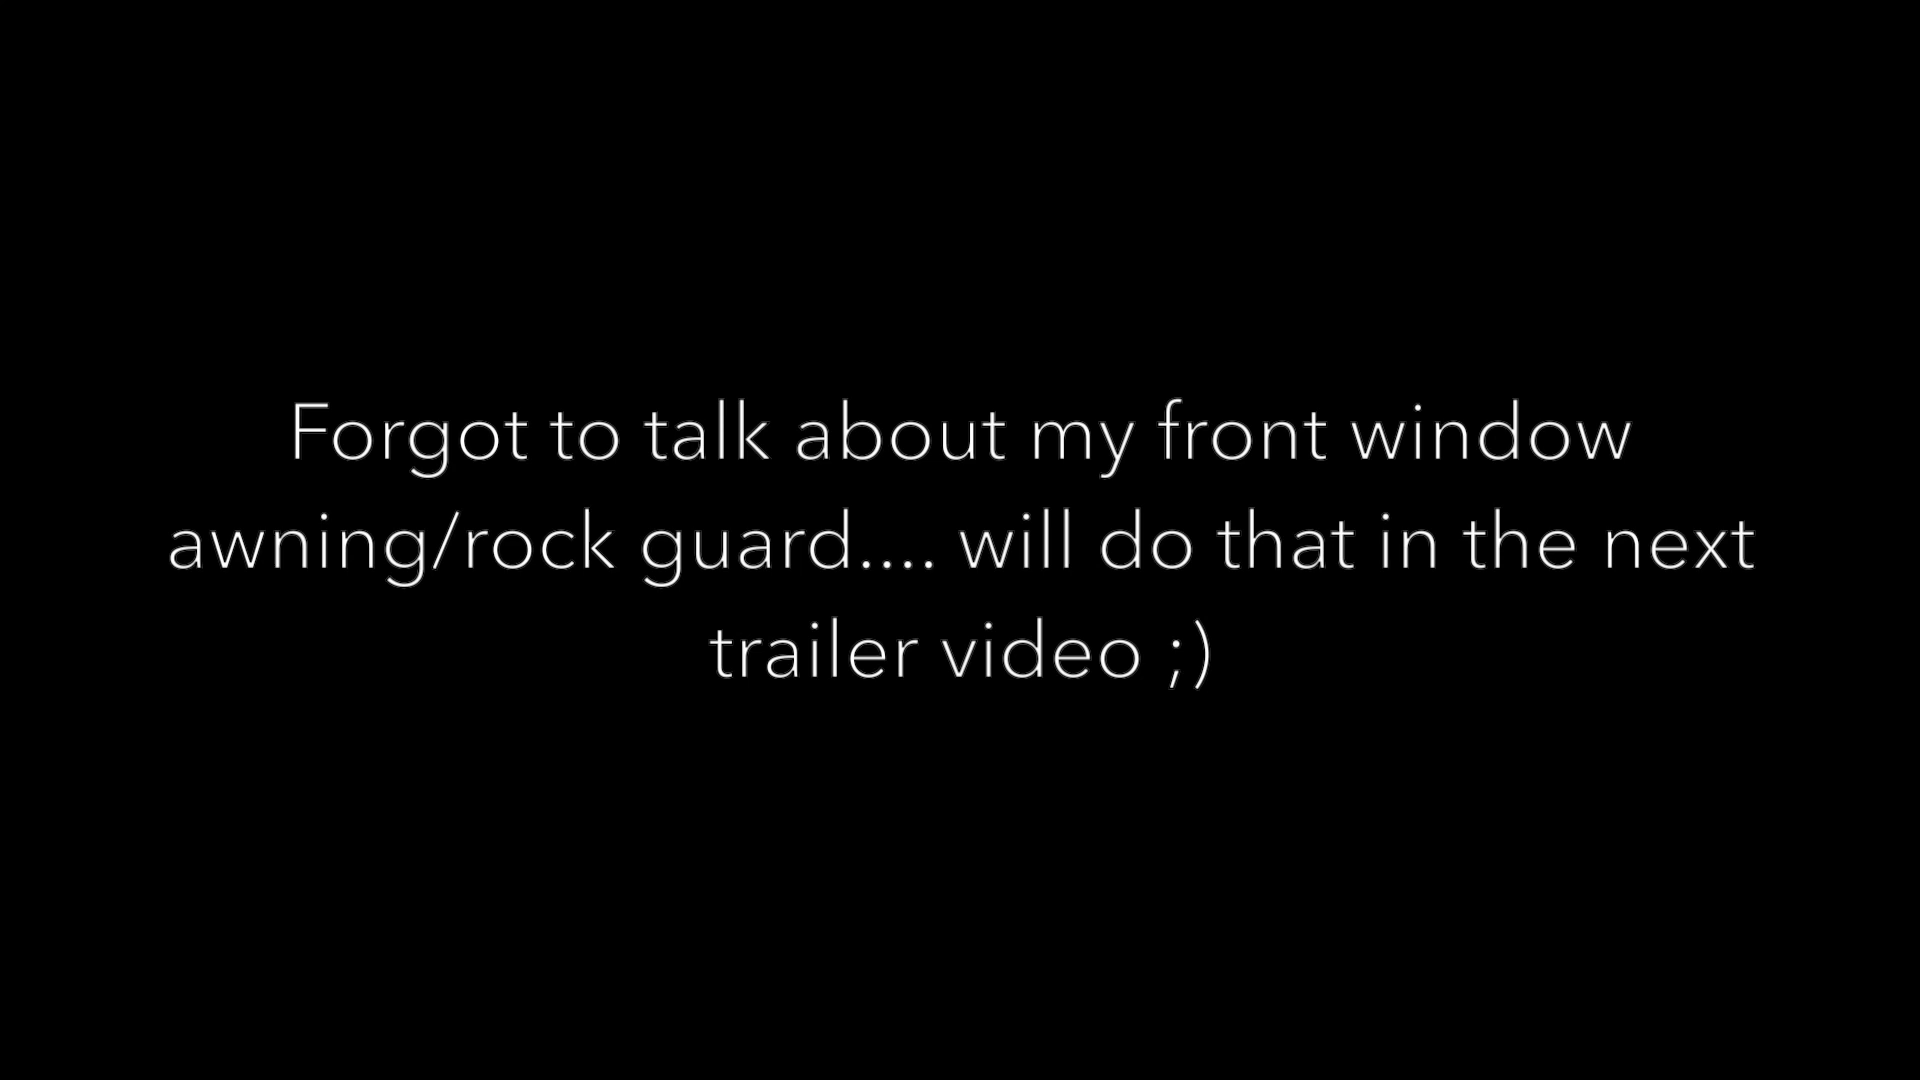 Forgot to talk about my front window
awning/rock guard.... will do that in the next
trailer video ;)